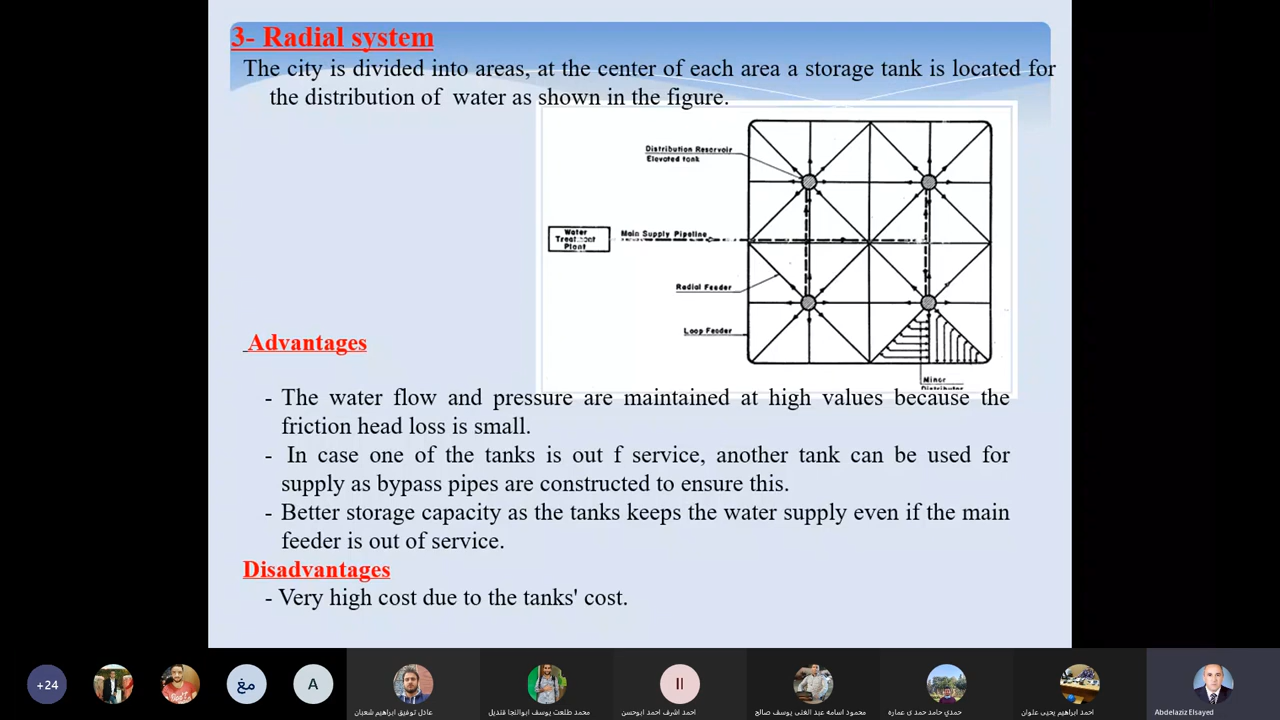 3- Radial system
The city is divided into areas, at the center of each area a storage tank is located for
the distribution of water as shown in the figure.
Distribution Reservoir
Elevated tank
Water
Treatment
Plant
Main Supply Pipeline
Radial Feeder
Loop Feeder
Minor
Distributor
Advantages
- The water flow and pressure are maintained at high values because the
friction head loss is small.
- In case one of the tanks is out f service, another tank can be used for
supply as bypass pipes are constructed to ensure this.
- Better storage capacity as the tanks keeps the water supply even if the main
feeder is out of service.
Disadvantages
- Very high cost due to the tanks' cost.
+24
مغ
A
عادل توفيق ابراهيم شعبان
محمد طلعت يوسف ابوالنجا قنديل
II
احمد اشرف احمد ابوحسن
محمود اسامه عبد الغنى يوسف صالح
حمدي حامد حمد ى عماره
احمد ابراهيم يحيى علوان
Abdelaziz Elsayed